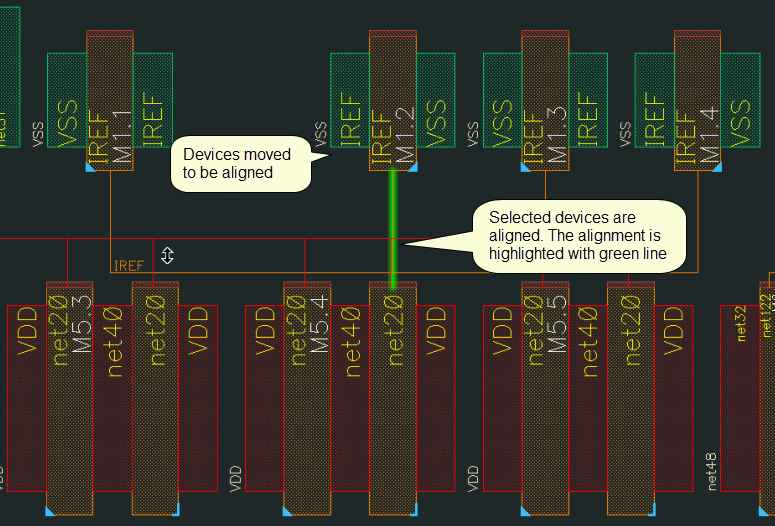 net37
VSS
VSS
IREF
M1.1
IREF
VSS
IREF
IREF
M1.2
VSS
VSS
VSS
IREF
M1.3
IREF
VSS
IREF
IREF
M1.4
VSS
Devices moved
to be aligned
Selected devices are
aligned. The alignment is
highlighted with green line
IREF
VDD
net20
M5.3
net40
net20
VDD
VDD
net20
M5.4
net40
net20
VDD
VDD
net20
M5.5
net40
net20
VDD
net32
net122
VDD
VDD
VDD
net48